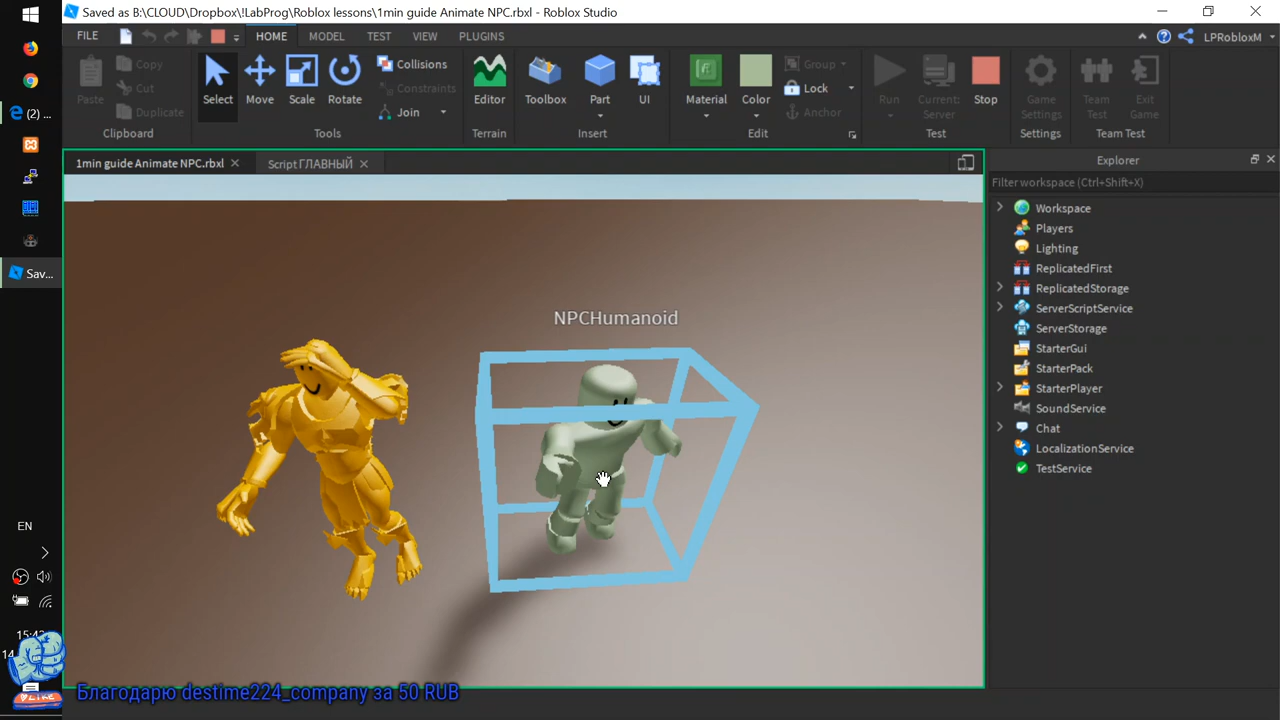 Saved as B:\CLOUD\Dropbox\!LabProg\Roblox lessons\1min guide Animate NPC.rbxl - Roblox Studio
FILE
HOME
MODEL
TEST
VIEW
PLUGINS
LPRobloxM
Paste
Copy
Cut
Duplicate
Clipboard
Select
Move
Scale
Rotate
Collisions
Constraints
Join
Tools
Editor
Terrain
Toolbox
Part
UI
Insert
Material
Color
Group
Lock
Anchor
Edit
Run
Current:
Server
Stop
Test
Game
Settings
Settings
Team
Test
Exit
Game
Team Test
1min guide Animate NPC.rbxl
Script ГЛАВНЫЙ
Explorer
Filter workspace (Ctrl+Shift+X)
Workspace
Players
Lighting
ReplicatedFirst
ReplicatedStorage
ServerScriptService
ServerStorage
StarterGui
StarterPack
StarterPlayer
SoundService
Chat
LocalizationService
TestService
NPCHumanoid
(2) ...
Sav...
EN
Благодарю destime224_company за 50 RUB